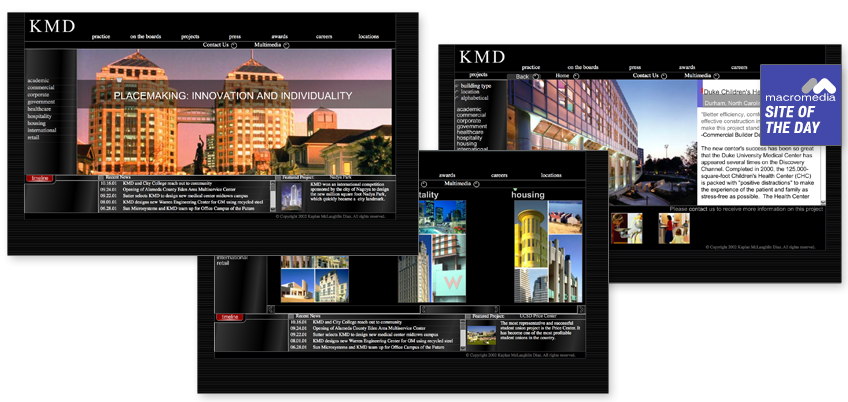 KMD
practice on the boards projects press awards careers locations
Contact Us Multimedia
academic
commercial
corporate
government
healthcare
hospitality
housing
international
retail
PLACEMAKING: INNOVATION AND INDIVIDUALITY
timeline
Recent News
10.16.01 KMD and City College reach out to community
09.24.01 Opening of Alameda County Eden Area Multiservice Center
09.22.01 Sutter selects KMD to design new medical center midtown campus
08.01.01 KMD designs new Warren Engineering Center for GM using recycled steel
06.28.01 Sun Microsystems and KMD team up for Office Campus of the Future
Featured Project: Nadya Park
KMD won an international competition
sponsored by the city of Nagoya to design
the new million square foot Nadya Park,
which quickly became a city landmark.
© Copyright 2002 Kaplan McLaughlin Diaz. All rights reserved.
KMD
practice on the boards press awards careers locations
projects Back Home Contact Us Multimedia
building type
location
alphabetical
academic
commercial
corporate
government
healthcare
hospitality
housing
international
Duke Children's He
Durham, North Carolin
"Better efficiency, comfo
effective construction in
make this project stand
-Commercial Builder De
The new center's success has been so great
that the Duke University Medical Center has
appeared several times on the Discovery
Channel. Completed in 2000, the 125,000-
square-foot Children's Health Center (CHC)
is packed with "positive distractions" to make
the experience of the patient and family as
stress-free as possible. The Health Center
Please contact us to receive more information on this project
© Copyright 2002 Kaplan McLaughlin Diaz. All rights reserved.
macromedia
SITE OF
THE DAY
awards careers locations
Multimedia
tality housing
W
international
retail
timeline
Recent News
10.16.01 KMD and City College reach out to community
09.24.01 Opening of Alameda County Eden Area Multiservice Center
09.22.01 Sutter selects KMD to design new medical center midtown campus
08.01.01 KMD designs new Warren Engineering Center for GM using recycled steel
06.28.01 Sun Microsystems and KMD team up for Office Campus of the Future
Featured Project: UCSD Price Center
The most representative and successful
student union project is the Price Center. It
has become one of the most profitable
student unions in the country.
© Copyright 2002 Kaplan McLaughlin Diaz. All rights reserved.